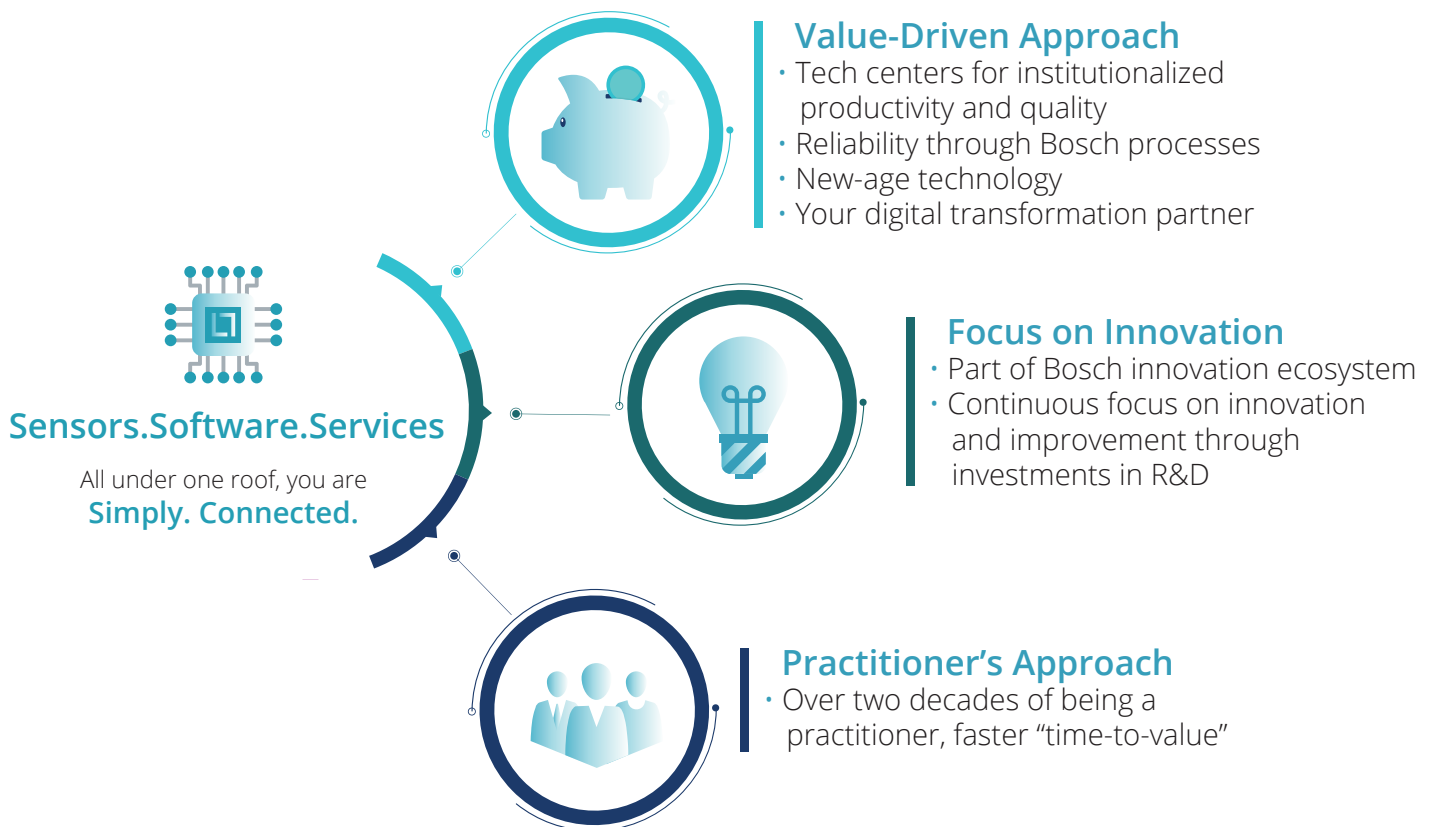 Value-Driven Approach
· Tech centers for institutionalized
productivity and quality
· Reliability through Bosch processes
· New-age technology
· Your digital transformation partner
Sensors.Software.Services
All under one roof, you are
Simply. Connected.
Focus on Innovation
· Part of Bosch innovation ecosystem
· Continuous focus on innovation
and improvement through
investments in R&D
Practitioner’s Approach
· Over two decades of being a
practitioner, faster “time-to-value”